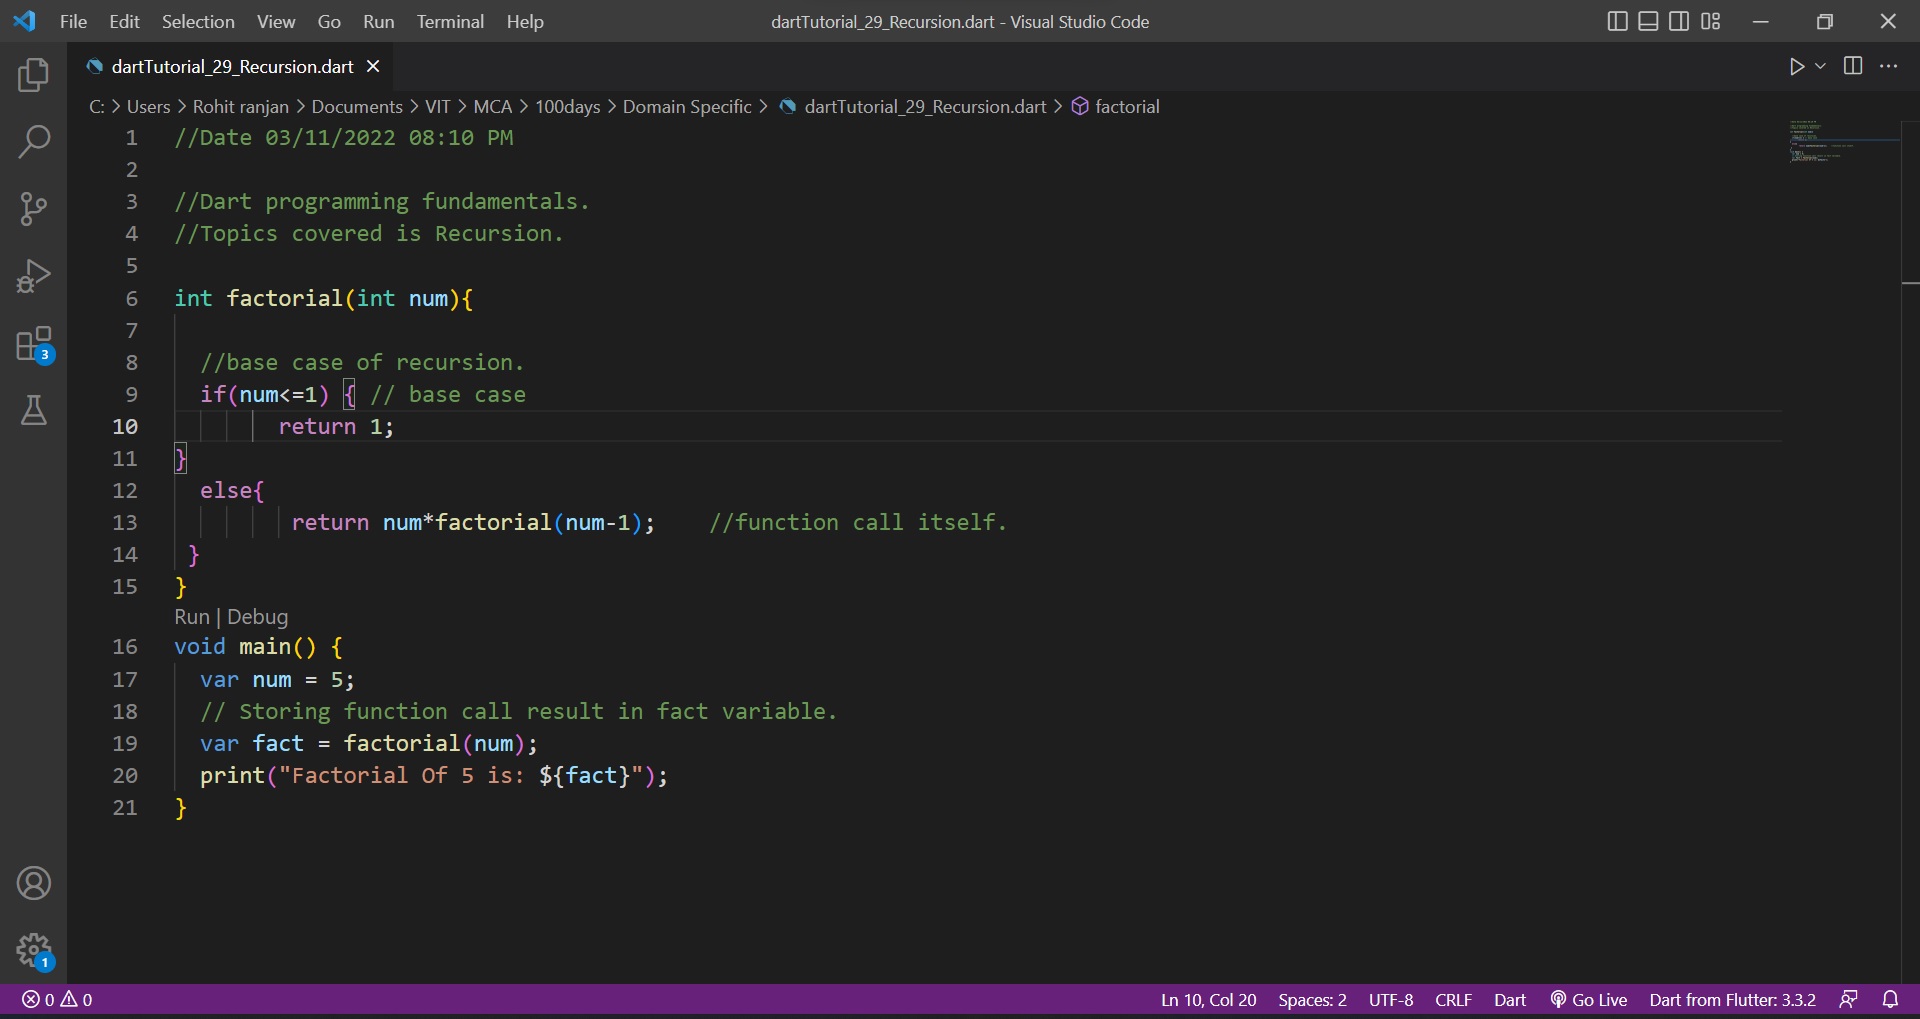 File Edit Selection View Go Run Terminal Help dartTutorial_29_Recursion.dart - Visual Studio Code
dartTutorial_29_Recursion.dart
C: > Users > Rohit ranjan > Documents > VIT > MCA > 100days > Domain Specific > dartTutorial_29_Recursion.dart > factorial
1 //Date 03/11/2022 08:10 PM
2
3 //Dart programming fundamentals.
4 //Topics covered is Recursion.
5
6 int factorial(int num){
7
8 //base case of recursion.
9 if(num<=1) { // base case
10 return 1;
11 }
12 else{
13 return num*factorial(num-1); //function call itself.
14 }
15 }
Run | Debug
16 void main() {
17 var num = 5;
18 // Storing function call result in fact variable.
19 var fact = factorial(num);
20 print("Factorial Of 5 is: ${fact}");
21 }
3
1
0 0 Ln 10, Col 20 Spaces: 2 UTF-8 CRLF Dart Go Live Dart from Flutter: 3.3.2